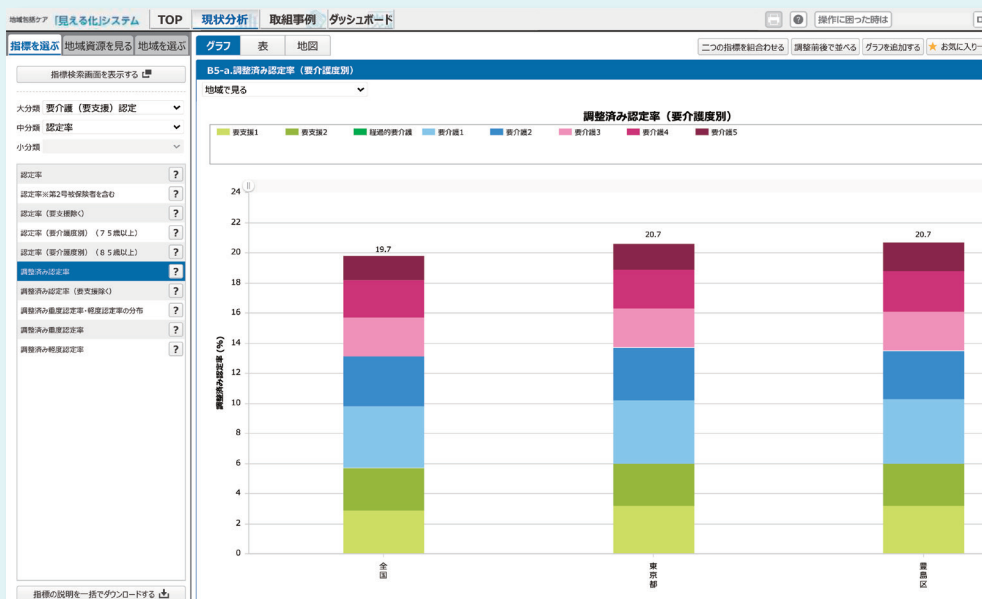 地域包括ケア「見える化」システム TOP 現状分析 取組事例 ダッシュボード ? 操作に困った時は
指標を選ぶ 地域資源を見る 地域を選ぶ
グラフ 表 地図
二つの指標を組合わせる 調整前後で並べる グラフを追加する ★ お気に入り
指標検索画面を表示する
B5-a.調整済み認定率（要介護度別）
地域で見る
大分類 要介護（要支援）認定
中分類 認定率
小分類
認定率 ?
認定率※第2号被保険者を含む ?
認定率（要支援除く） ?
認定率（要介護度別）（７５歳以上） ?
認定率（要介護度別）（８５歳以上） ?
調整済み認定率 ?
調整済み認定率（要支援除く） ?
調整済み重度認定率・軽度認定率の分布 ?
調整済み重度認定率 ?
調整済み軽度認定率 ?
指標の説明を一括でダウンロードする
調整済み認定率（要介護度別）
要支援1 要支援2 経過的要介護 要介護1 要介護2 要介護3 要介護4 要介護5
調整済み認定率（%）
24
22
20
18
16
14
12
10
8
6
4
2
0
19.7
20.7
20.7
全国
東京都
豊島区